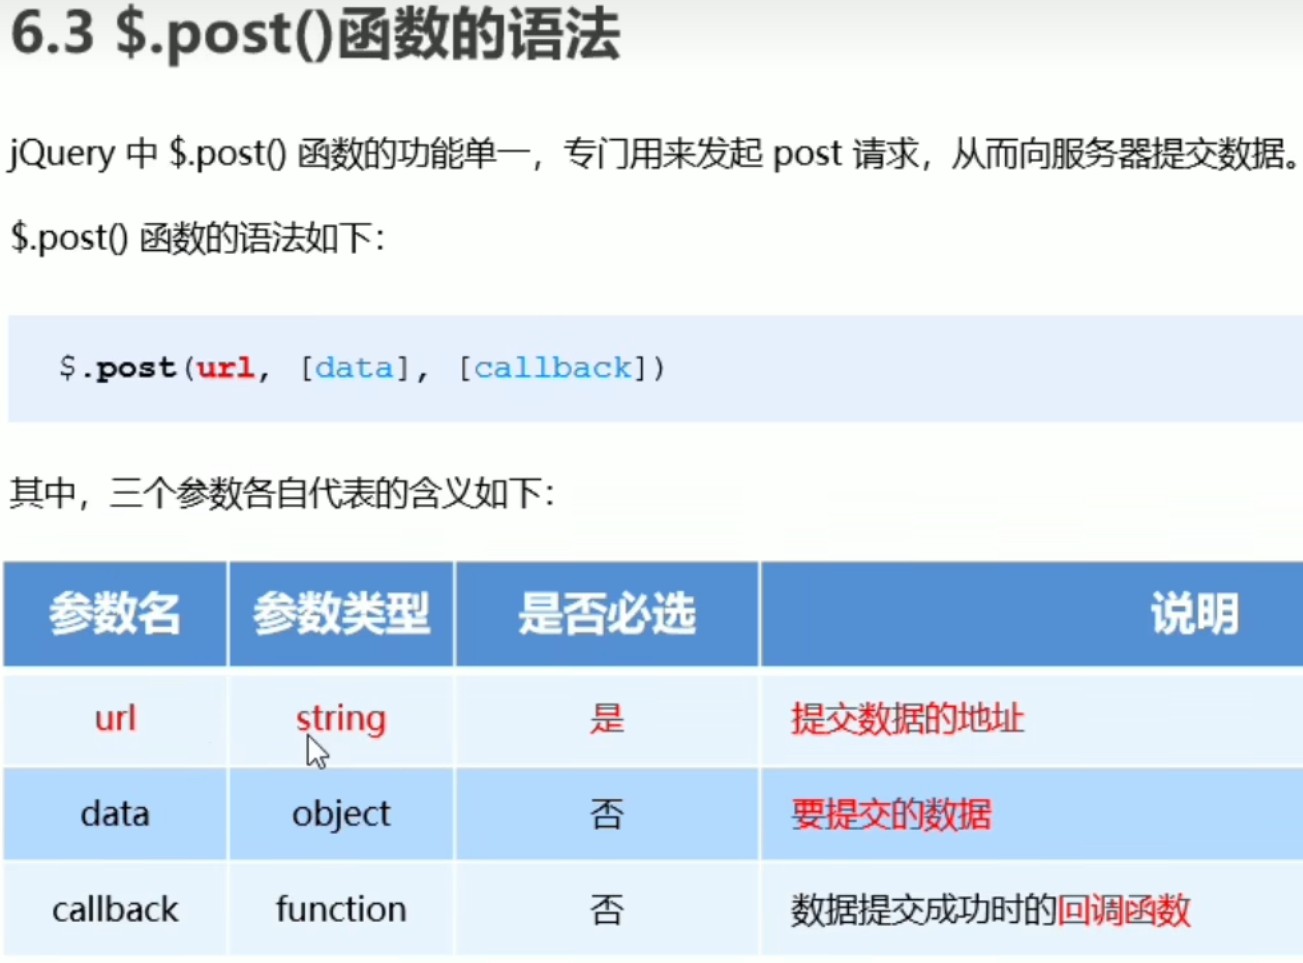 6.3 $.post()函数的语法
jQuery 中 $.post() 函数的功能单一，专门用来发起 post 请求，从而向服务器提交数据。
$.post() 函数的语法如下：
$.post(url, [data], [callback])
其中，三个参数各自代表的含义如下：
参数名 参数类型 是否必选 说明
url string 是 提交数据的地址
data object 否 要提交的数据
callback function 否 数据提交成功时的回调函数